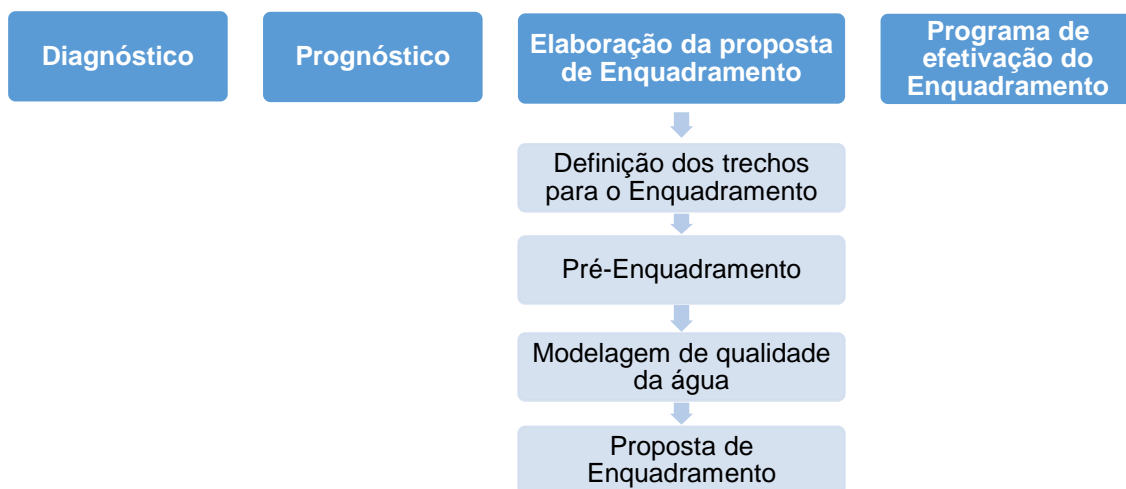 Diagnóstico
Prognóstico
Elaboração da proposta
de Enquadramento
Programa de
efetivação do
Enquadramento
Definição dos trechos
para o Enquadramento
Pré-Enquadramento
Modelagem de qualidade
da água
Proposta de
Enquadramento